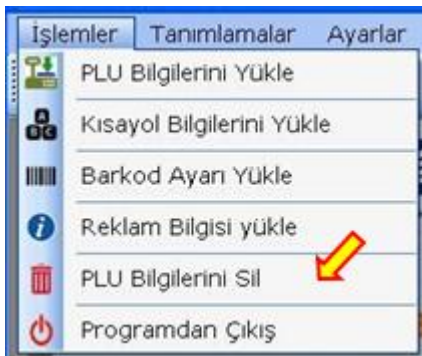 İşlemler Tanımlamalar Ayarlar
PLU Bilgilerini Yükle
Kısayol Bilgilerini Yükle
Barkod Ayarı Yükle
Reklam Bilgisi yükle
PLU Bilgilerini Sil
Programdan Çıkış